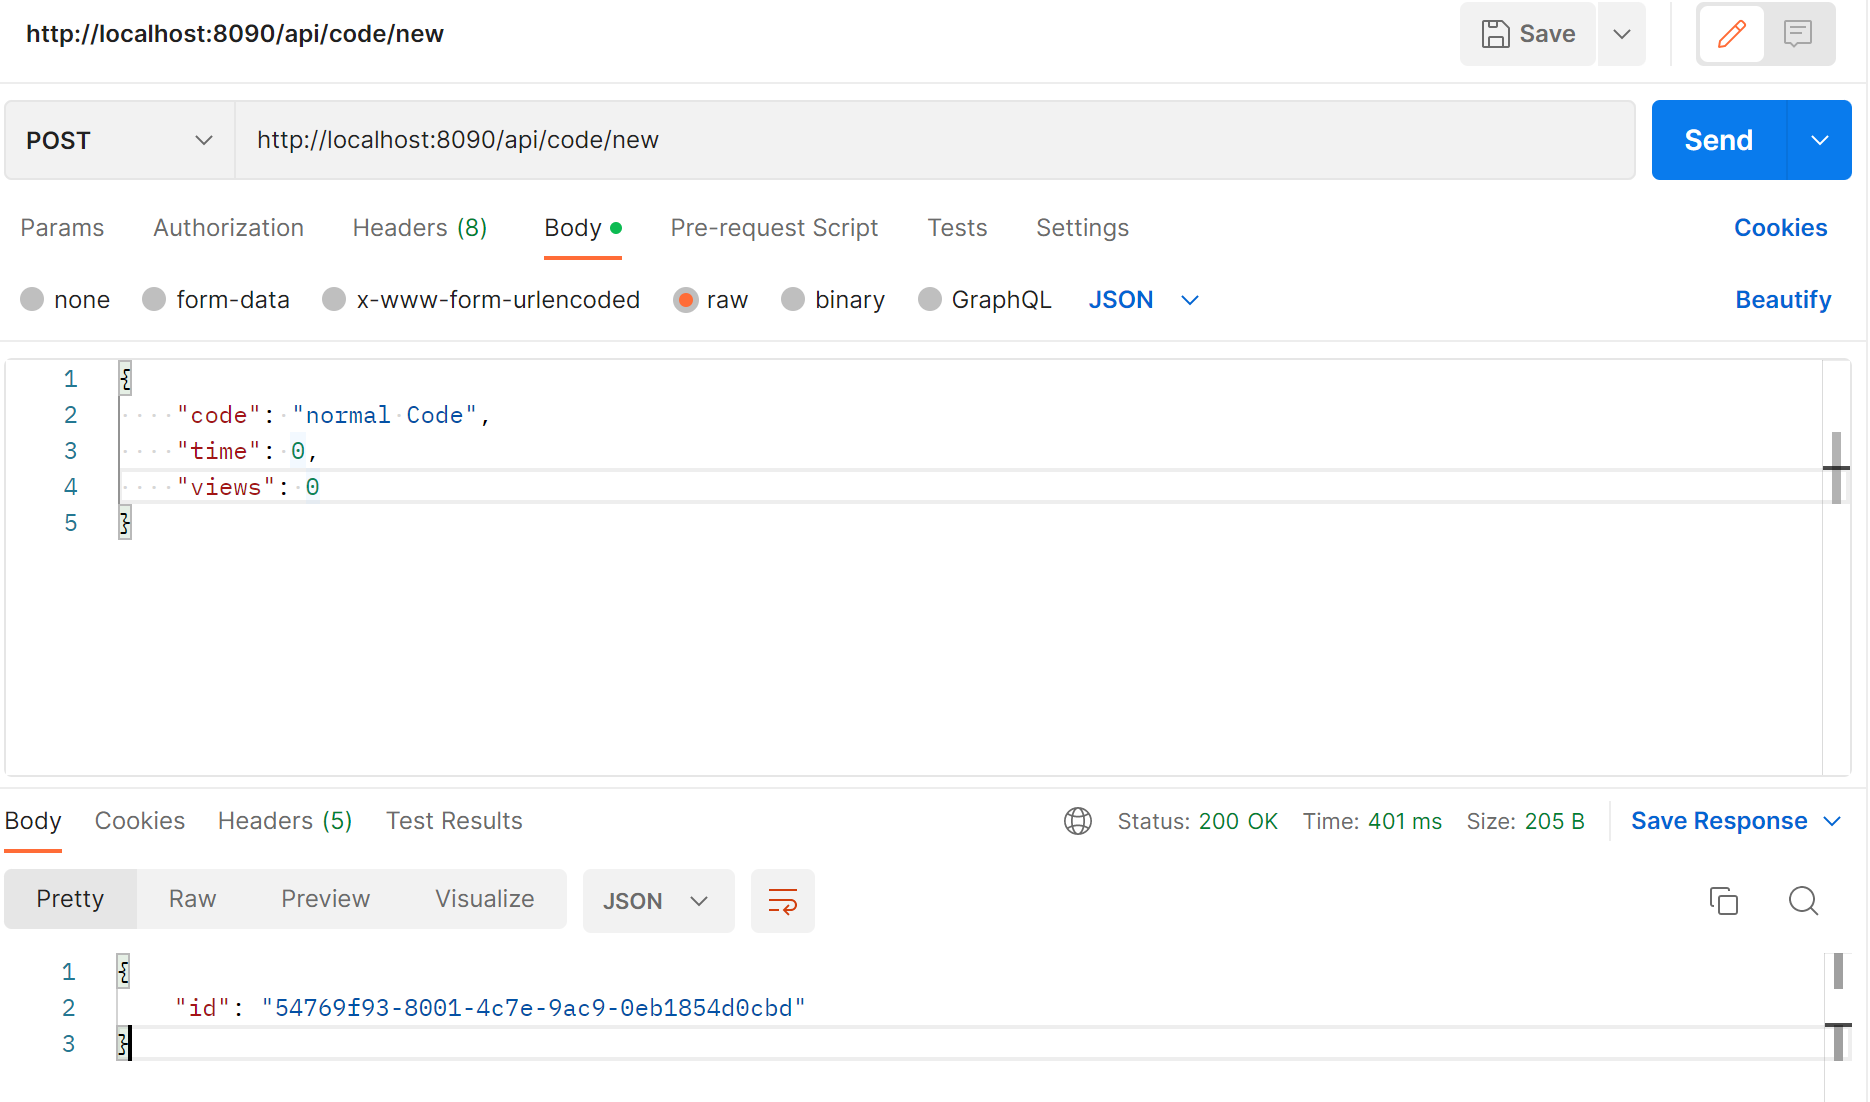 http://localhost:8090/api/code/new
Save
POST
http://localhost:8090/api/code/new
Send
Params Authorization Headers (8) Body Pre-request Script Tests Settings Cookies
none form-data x-www-form-urlencoded raw binary GraphQL JSON Beautify
1 {
2 "code": "normal Code",
3 "time": 0,
4 "views": 0
5 }
Body Cookies Headers (5) Test Results Status: 200 OK Time: 401 ms Size: 205 B Save Response
Pretty Raw Preview Visualize JSON
1 {
2 "id": "54769f93-8001-4c7e-9ac9-0eb1854d0cbd"
3 }